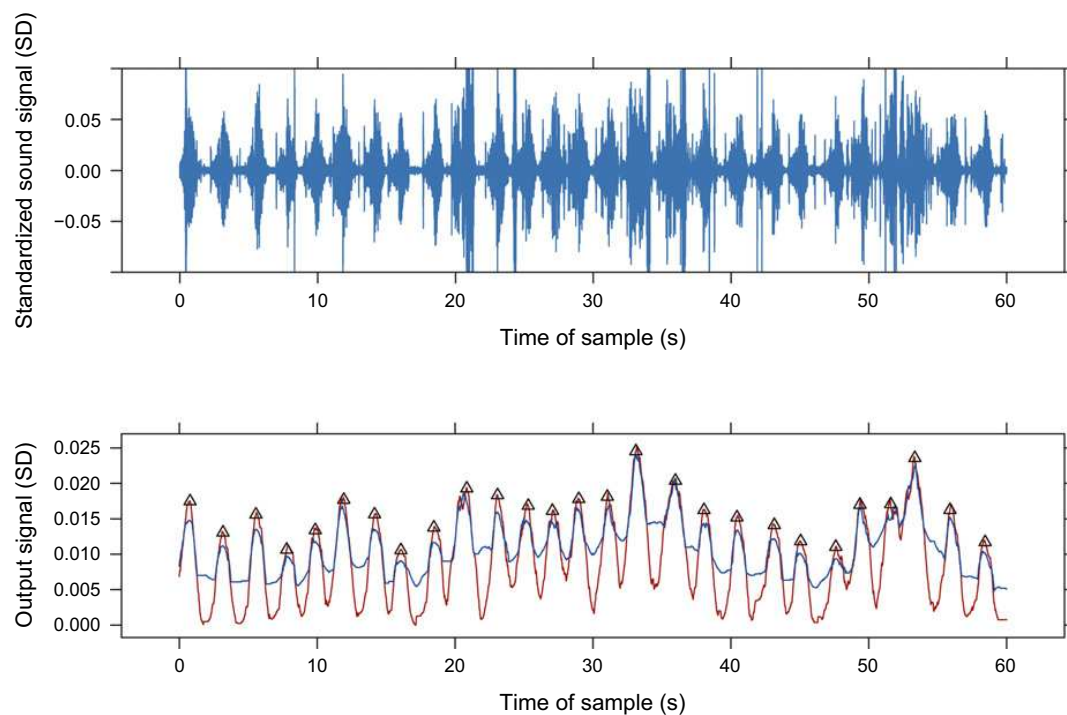 Standardized sound signal (SD)
0.05
0.00
−0.05
0 10 20 30 40 50 60
Time of sample (s)
Output signal (SD)
0.025
0.020
0.015
0.010
0.005
0.000
0 10 20 30 40 50 60
Time of sample (s)